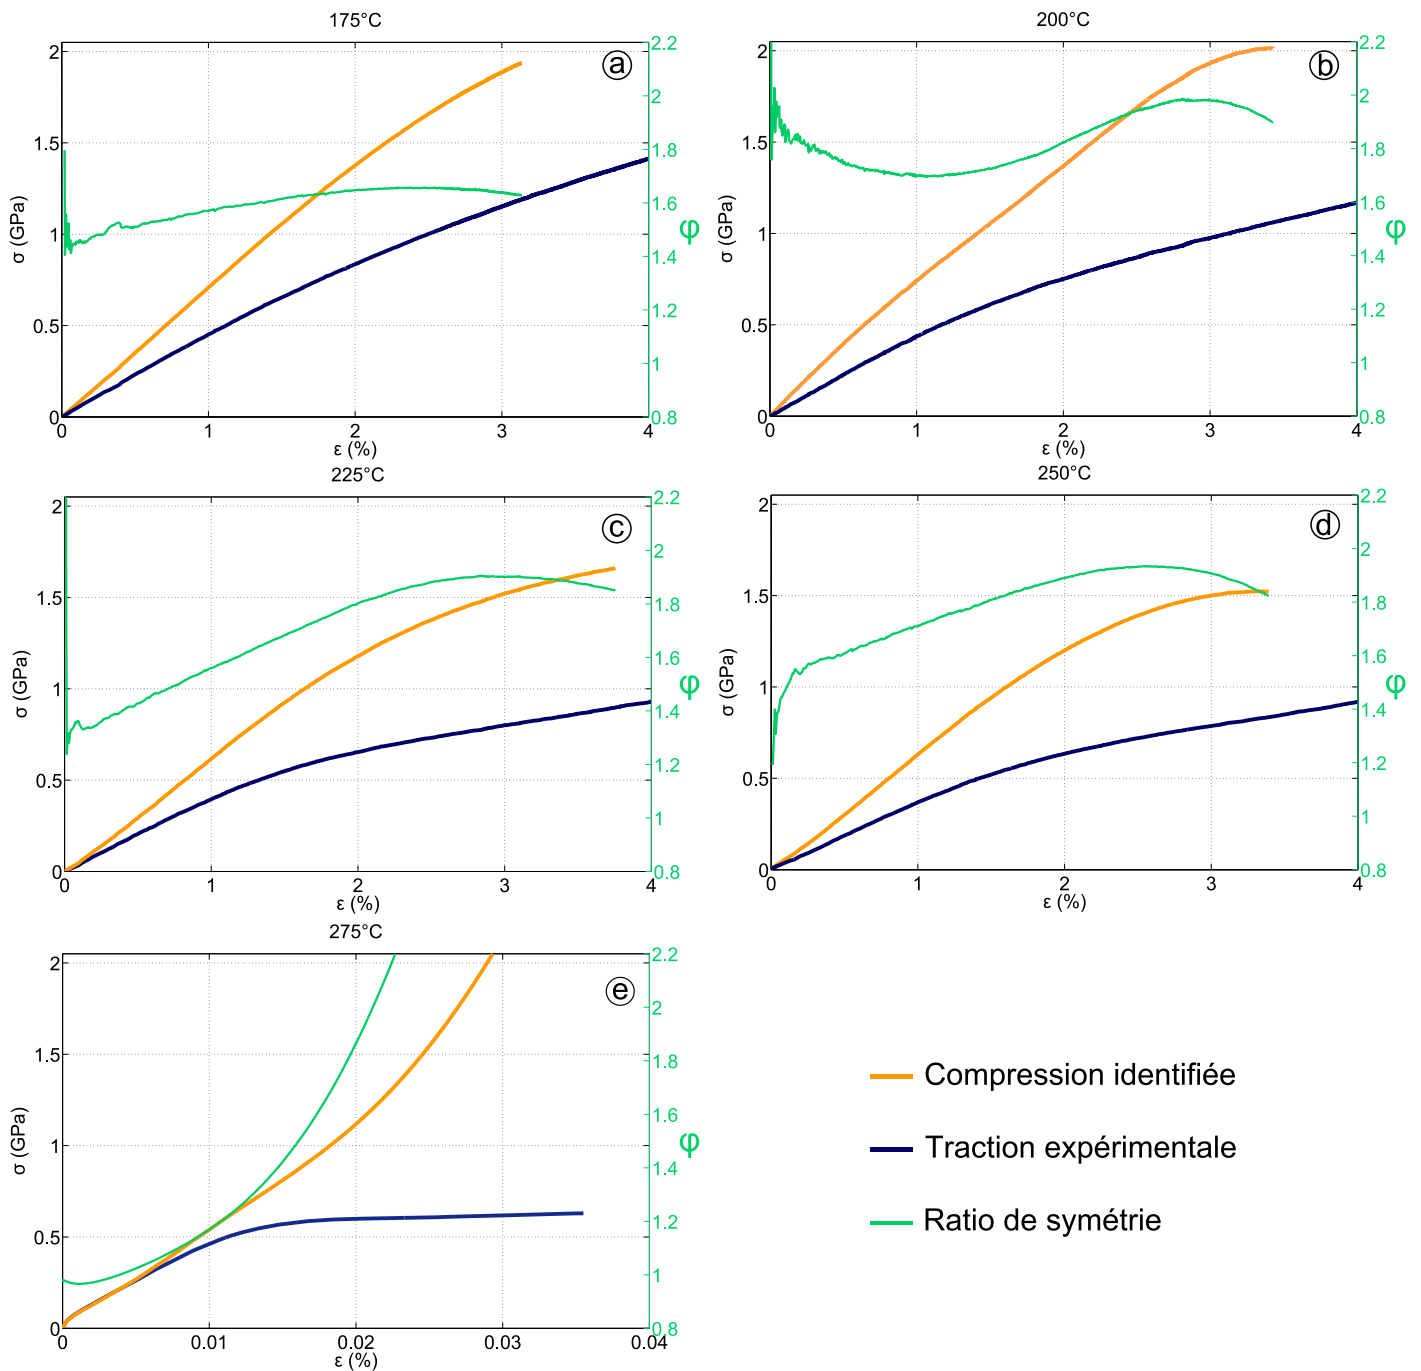 175°C
ⓐ
2
1.5
1
0.5
0
σ (GPa)
0 1 2 3 4
ε (%)
2.2
2
1.8
1.6
1.4
1.2
1
0.8
φ
200°C
ⓑ
2
1.5
1
0.5
0
σ (GPa)
0 1 2 3 4
ε (%)
2.2
2
1.8
1.6
1.4
1.2
1
0.8
φ
225°C
ⓒ
2
1.5
1
0.5
0
σ (GPa)
0 1 2 3 4
ε (%)
2.2
2
1.8
1.6
1.4
1.2
1
0.8
φ
250°C
ⓓ
2
1.5
1
0.5
0
σ (GPa)
0 1 2 3 4
ε (%)
2.2
2
1.8
1.6
1.4
1.2
1
0.8
φ
275°C
ⓔ
2
1.5
1
0.5
0
σ (GPa)
0 0.01 0.02 0.03 0.04
ε (%)
2.2
2
1.8
1.6
1.4
1.2
1
0.8
φ
Compression identifiée
Traction expérimentale
Ratio de symétrie